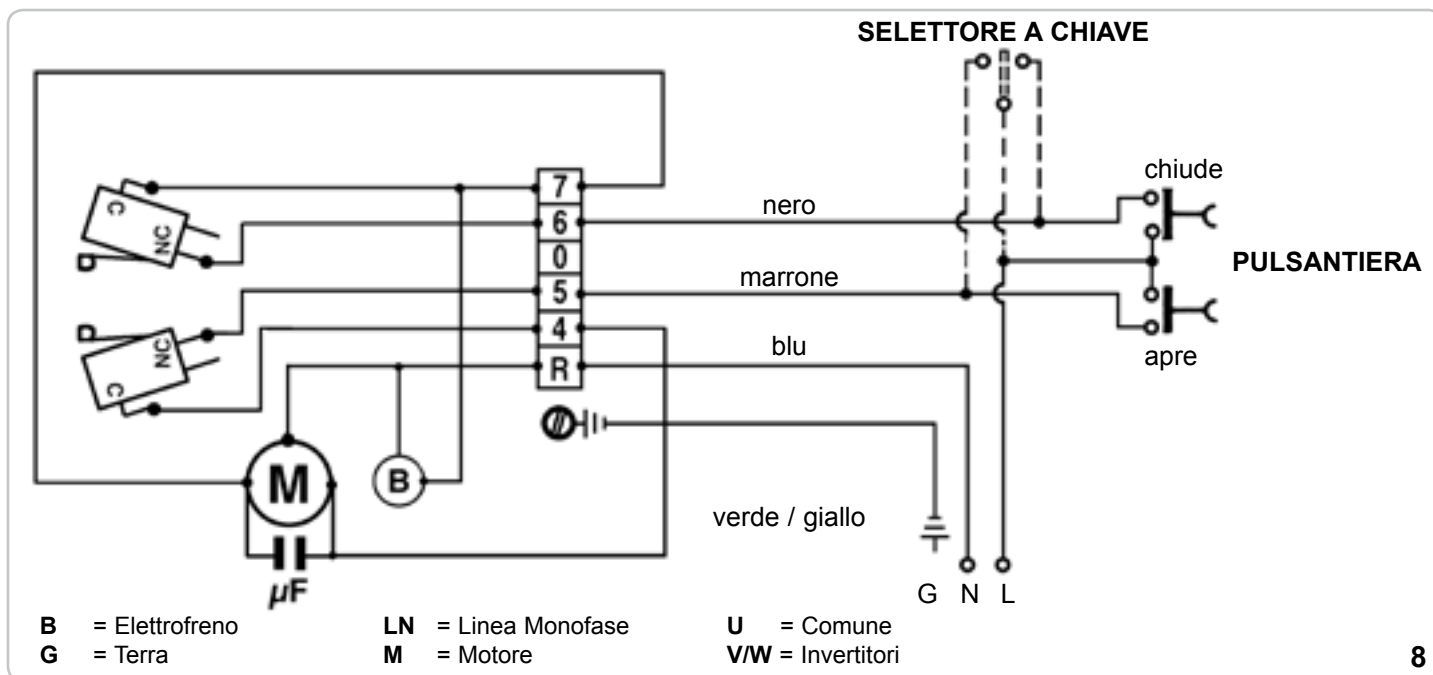 SELETTORE A CHIAVE
chiude
7
nero
6
C
NC
0
PULSANTIERA
marrone
5
4
NC
C
blu
apre
R
M
B
verde / giallo
µF
G N L
B = Elettrofreno
LN = Linea Monofase
U = Comune
G = Terra
M = Motore
V/W = Invertitori
8